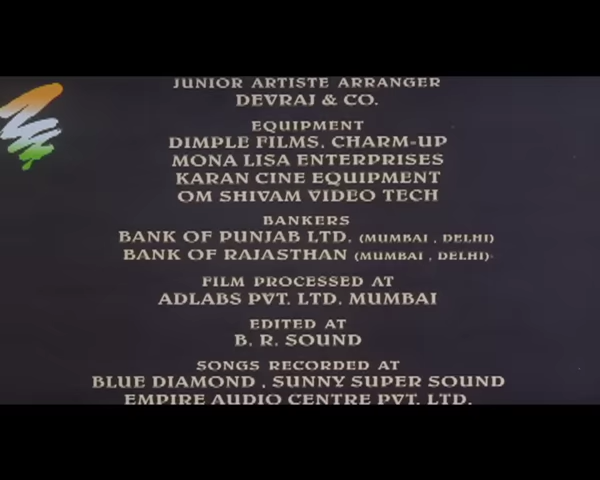 JUNIOR ARTISTE ARRANGER
DEVRAJ & CO.
EQUIPMENT
DIMPLE FILMS, CHARM-UP
MONA LISA ENTERPRISES
KARAN CINE EQUIPMENT
OM SHIVAM VIDEO TECH
BANKERS
BANK OF PUNJAB LTD, (MUMBAI , DELHI)
BANK OF RAJASTHAN (MUMBAI , DELHI)
FILM PROCESSED AT
ADLABS PVT. LTD. MUMBAI
EDITED AT
B. R. SOUND
SONGS RECORDED AT
BLUE DIAMOND , SUNNY SUPER SOUND
EMPIRE AUDIO CENTRE PVT. LTD.